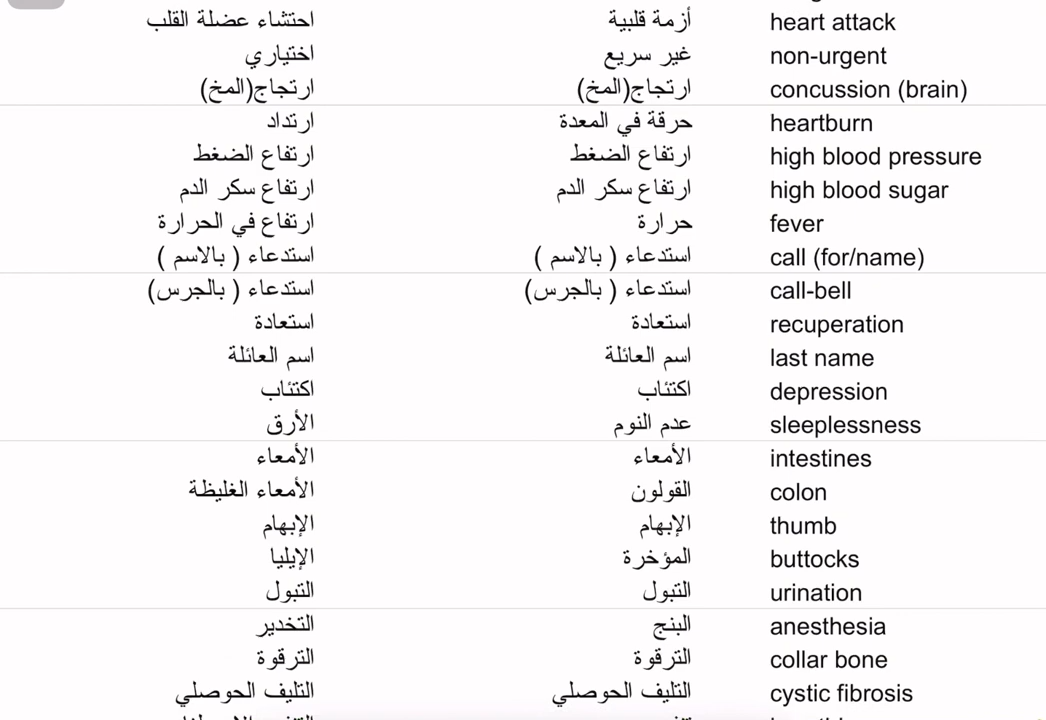 احتشاء عضلة القلب أزمة قلبية heart attack
اختياري غير سريع non-urgent
ارتجاج(المخ) ارتجاج(المخ) concussion (brain)
ارتداد حرقة في المعدة heartburn
ارتفاع الضغط ارتفاع الضغط high blood pressure
ارتفاع سكر الدم ارتفاع سكر الدم high blood sugar
ارتفاع في الحرارة حرارة fever
استدعاء ( بالاسم ) استدعاء ( بالاسم ) call (for/name)
استدعاء ( بالجرس) استدعاء ( بالجرس) call-bell
استعادة استعادة recuperation
اسم العائلة اسم العائلة last name
اكتئاب اكتئاب depression
الأرق عدم النوم sleeplessness
الأمعاء الأمعاء intestines
الأمعاء الغليظة القولون colon
الإبهام الإبهام thumb
الإيليا المؤخرة buttocks
التبول التبول urination
التخدير البنج anesthesia
الترقوة الترقوة collar bone
التليف الحوصلي التليف الحوصلي cystic fibrosis